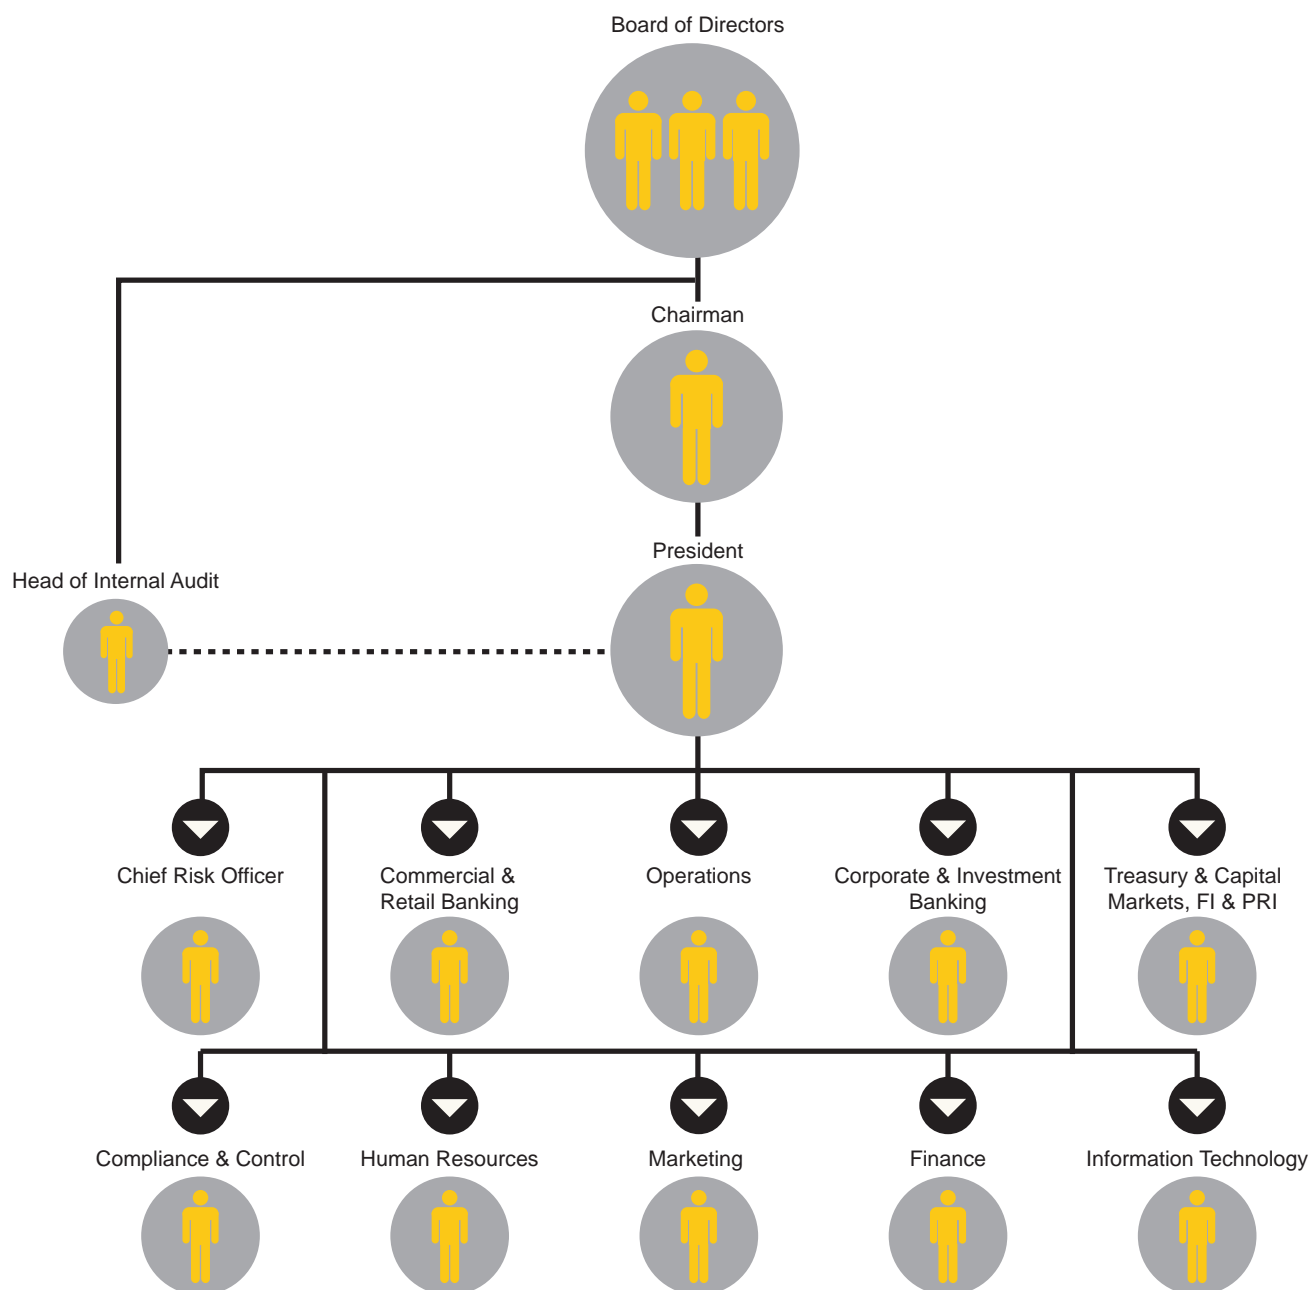 Board of Directors
Chairman
President
Head of Internal Audit
Chief Risk Officer
Commercial &
Retail Banking
Operations
Corporate & Investment
Banking
Treasury & Capital
Markets, FI & PRI
Compliance & Control
Human Resources
Marketing
Finance
Information Technology